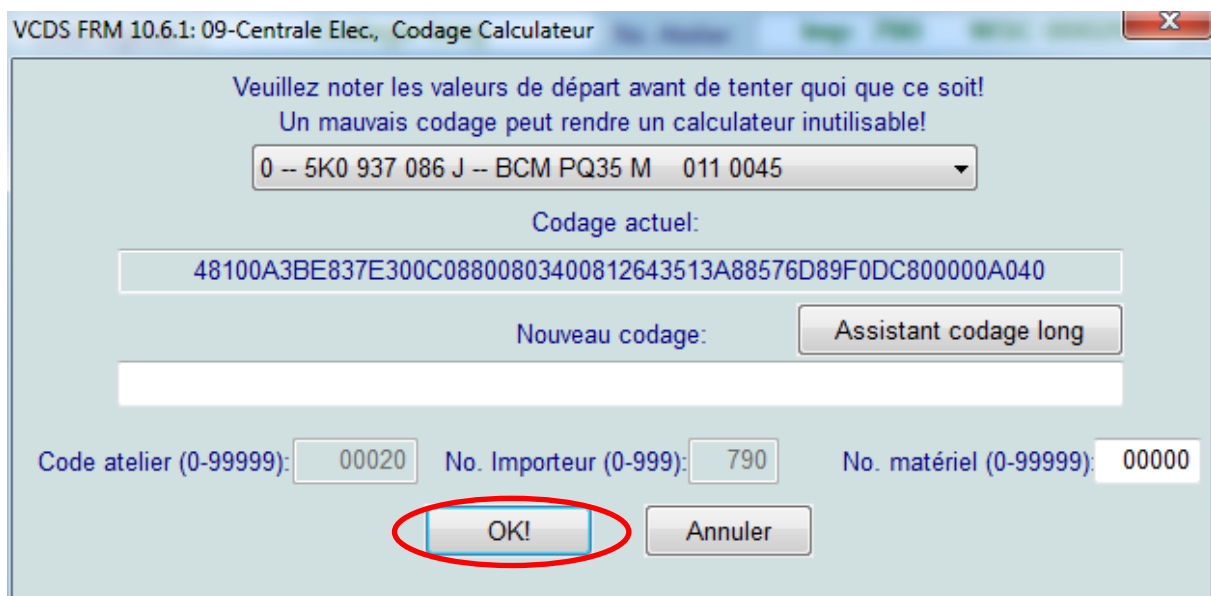 VCDS FRM 10.6.1: 09-Centrale Elec., Codage Calculateur
Veuillez noter les valeurs de départ avant de tenter quoi que ce soit!
Un mauvais codage peut rendre un calculateur inutilisable!
0 -- 5K0 937 086 J -- BCM PQ35 M 011 0045
Codage actuel:
48100A3BE837E300C08800803400812643513A88576D89F0DC800000A040
Nouveau codage: Assistant codage long
Code atelier (0-99999): 00020 No. Importeur (0-999): 790 No. matériel (0-99999): 00000
OK! Annuler